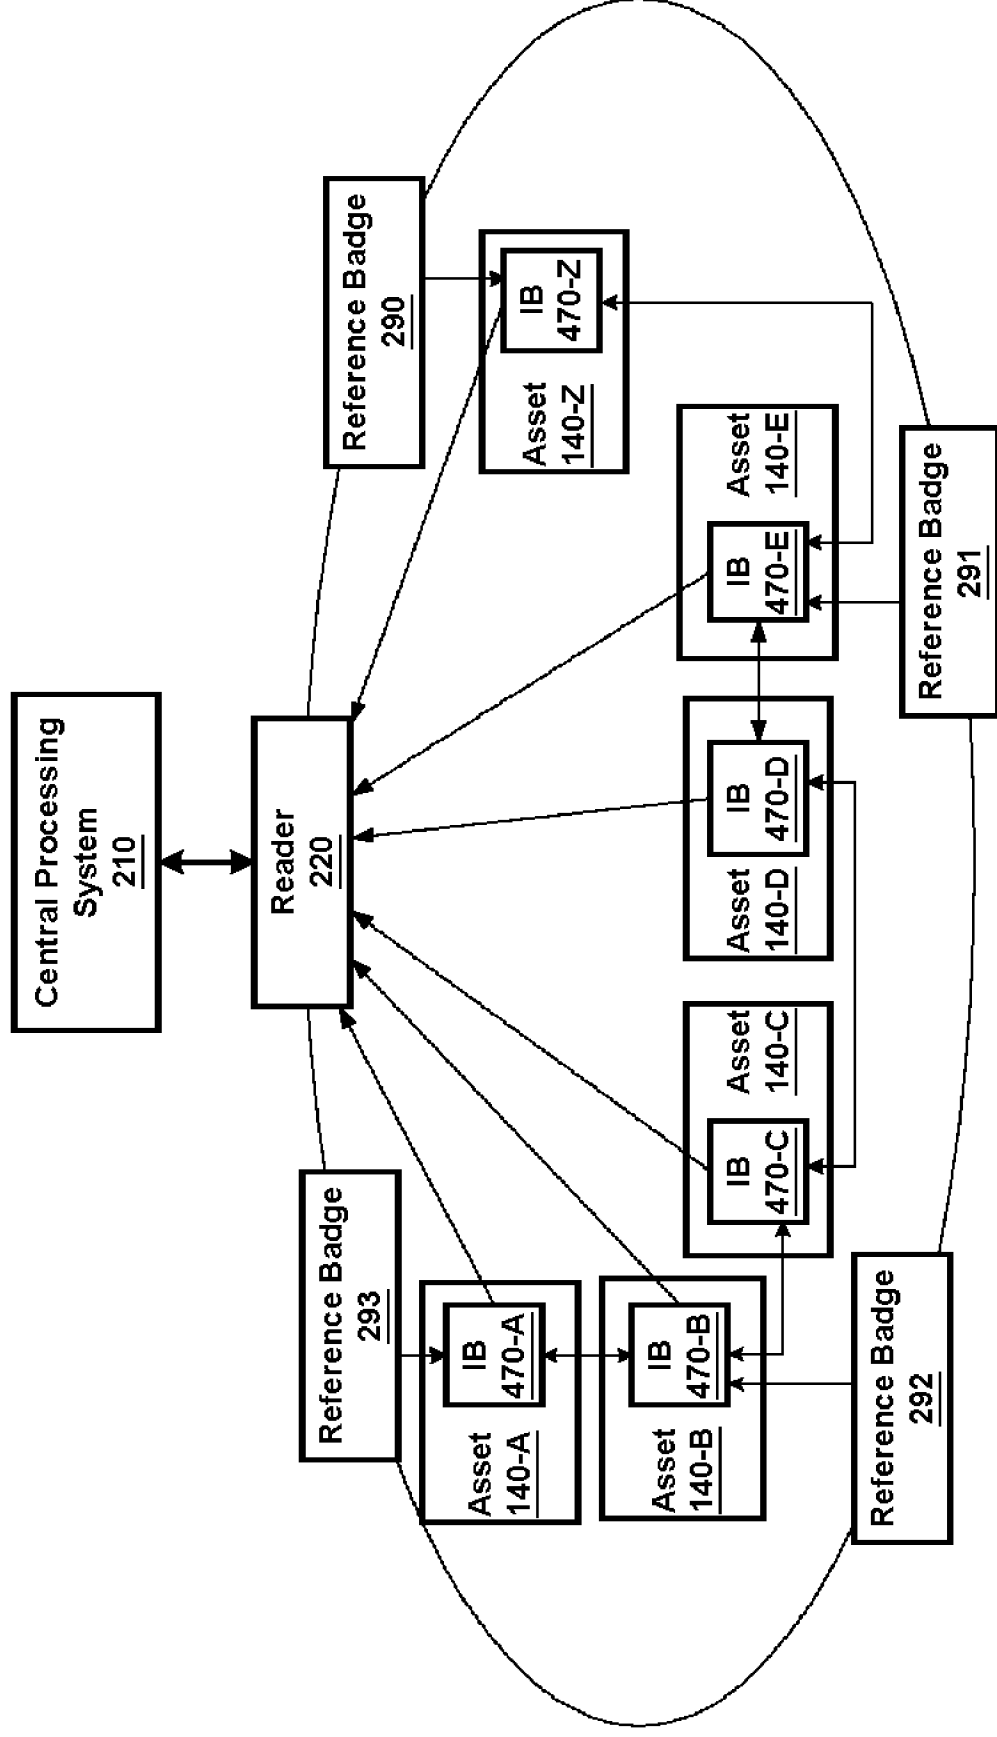 Central Processing
System
210
Reader
220
Reference Badge
293
Reference Badge
290
IB
470-A
Asset
140-A
IB
470-B
Asset
140-B
IB
470-C
Asset
140-C
IB
470-D
Asset
140-D
IB
470-E
Asset
140-E
IB
470-Z
Asset
140-Z
Reference Badge
292
Reference Badge
291